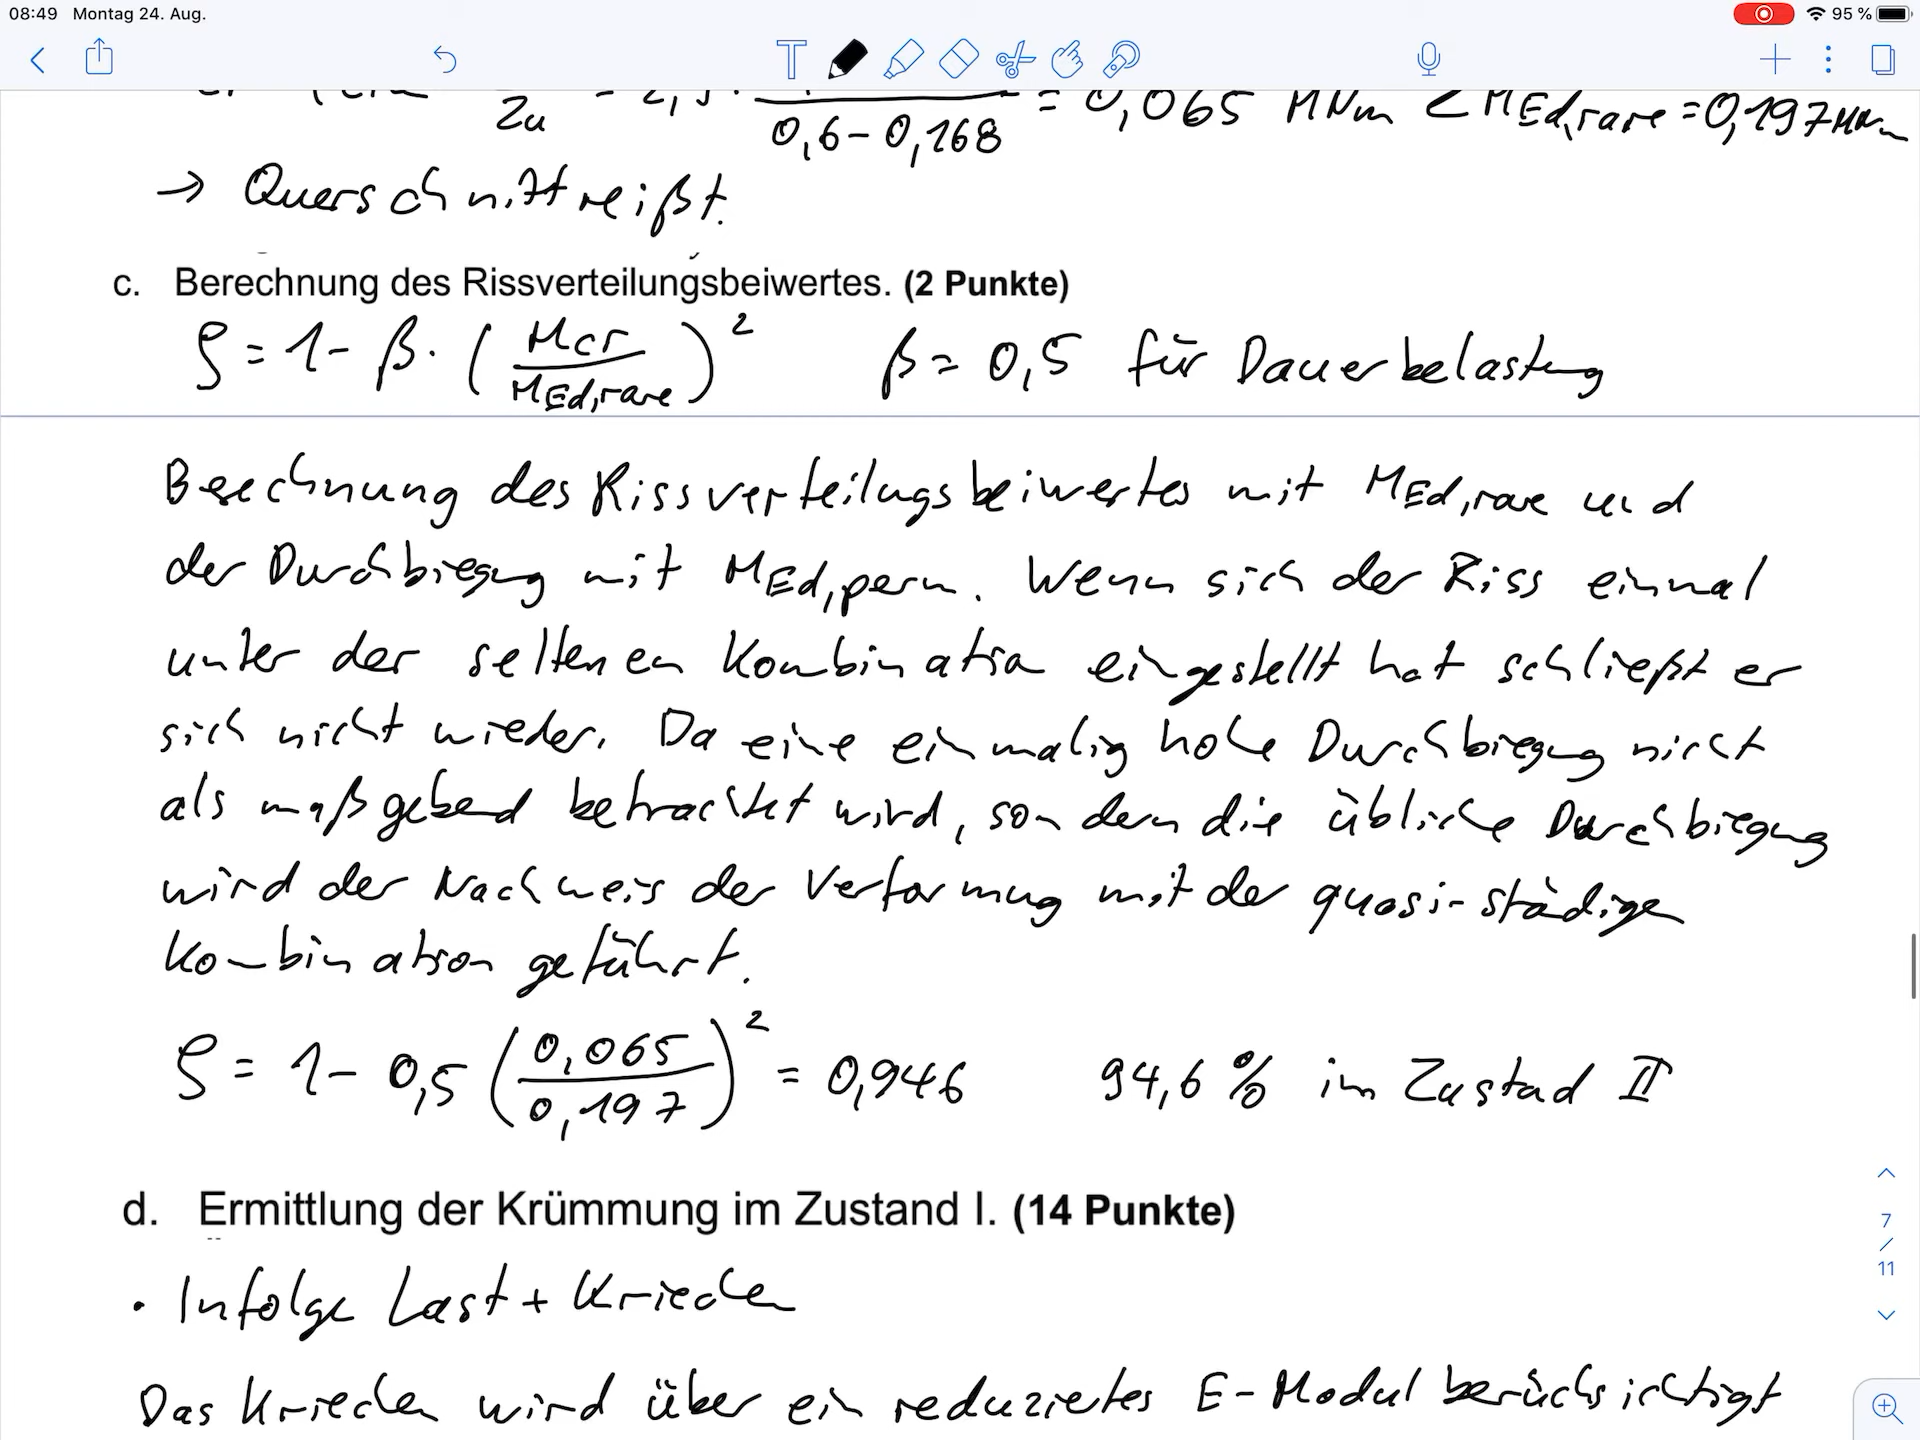 08:49 Montag 24. Aug. 95 %
Zu = 0,6-0,168 = 0,065 MNm < MEd,rare = 0,197 MNm
→ Querschnitt reißt.
c. Berechnung des Rissverteilungsbeiwertes. (2 Punkte)
ζ = 1 - β · (Mcr / MEd,rare)² β = 0,5 für Dauerbelastung
Berechnung des Rissverteilungsbeiwertes mit MEd,rare und
der Durchbiegung mit MEd,perm. Wenn sich der Riss einmal
unter der seltenen Kombination eingestellt hat schließt er
sich nicht wieder. Da eine einmalig hohe Durchbiegung nicht
als maßgebend betrachtet wird, sondern die übliche Durchbiegung
wird der Nachweis der Verformung mit der quasi-ständigen
Kombination geführt.
ζ = 1 - 0,5 (0,065 / 0,197)² = 0,946 94,6 % im Zustand II
d. Ermittlung der Krümmung im Zustand I. (14 Punkte)
• Infolge Last + Kriechen
Das Kriechen wird über ein reduziertes E-Modul berücksichtigt
7
/
11